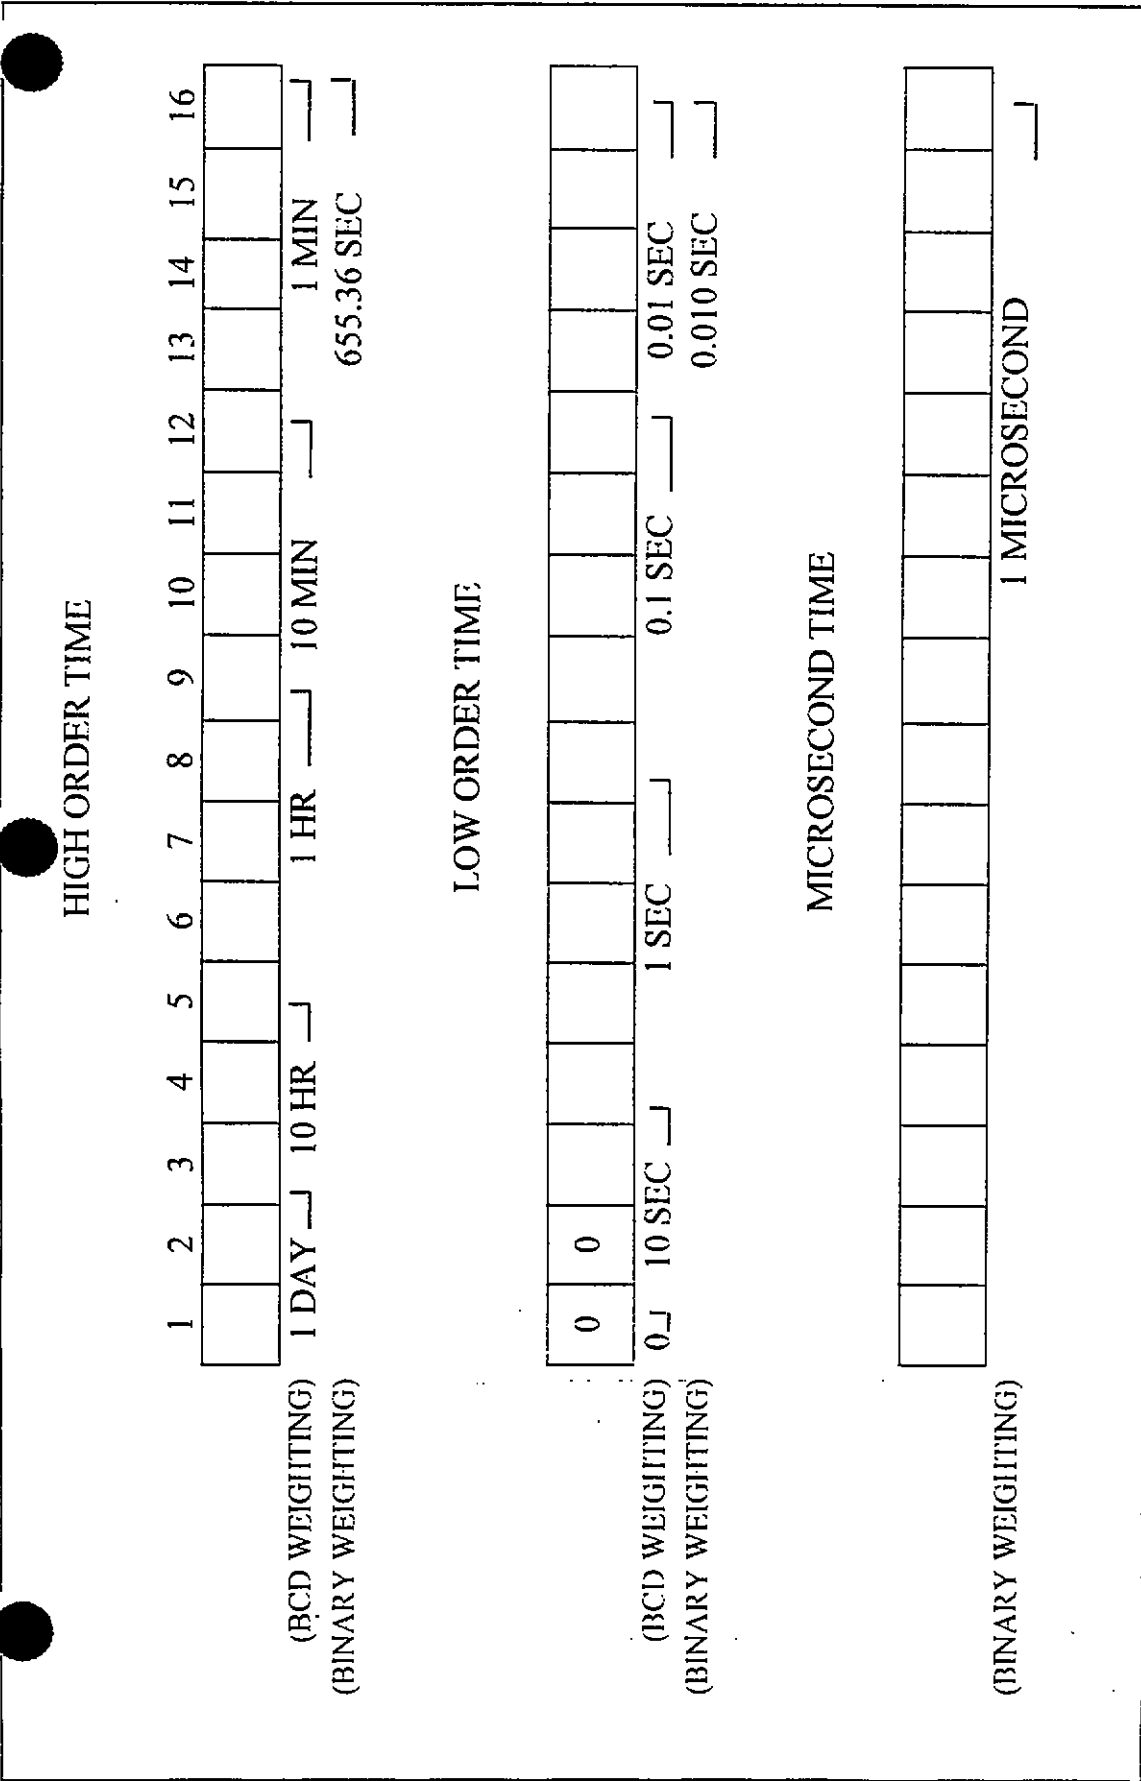 HIGH ORDER TIME
1 2 3 4 5 6 7 8 9 10 11 12 13 14 15 16
(BCD WEIGHTING) 1 DAY 10 HR 1 HR 10 MIN 1 MIN
(BINARY WEIGHTING) 655.36 SEC
LOW ORDER TIME
0 0
(BCD WEIGHTING) 0 10 SEC 1 SEC 0.1 SEC 0.01 SEC
(BINARY WEIGHTING) 0.010 SEC
MICROSECOND TIME
(BINARY WEIGHTING) 1 MICROSECOND